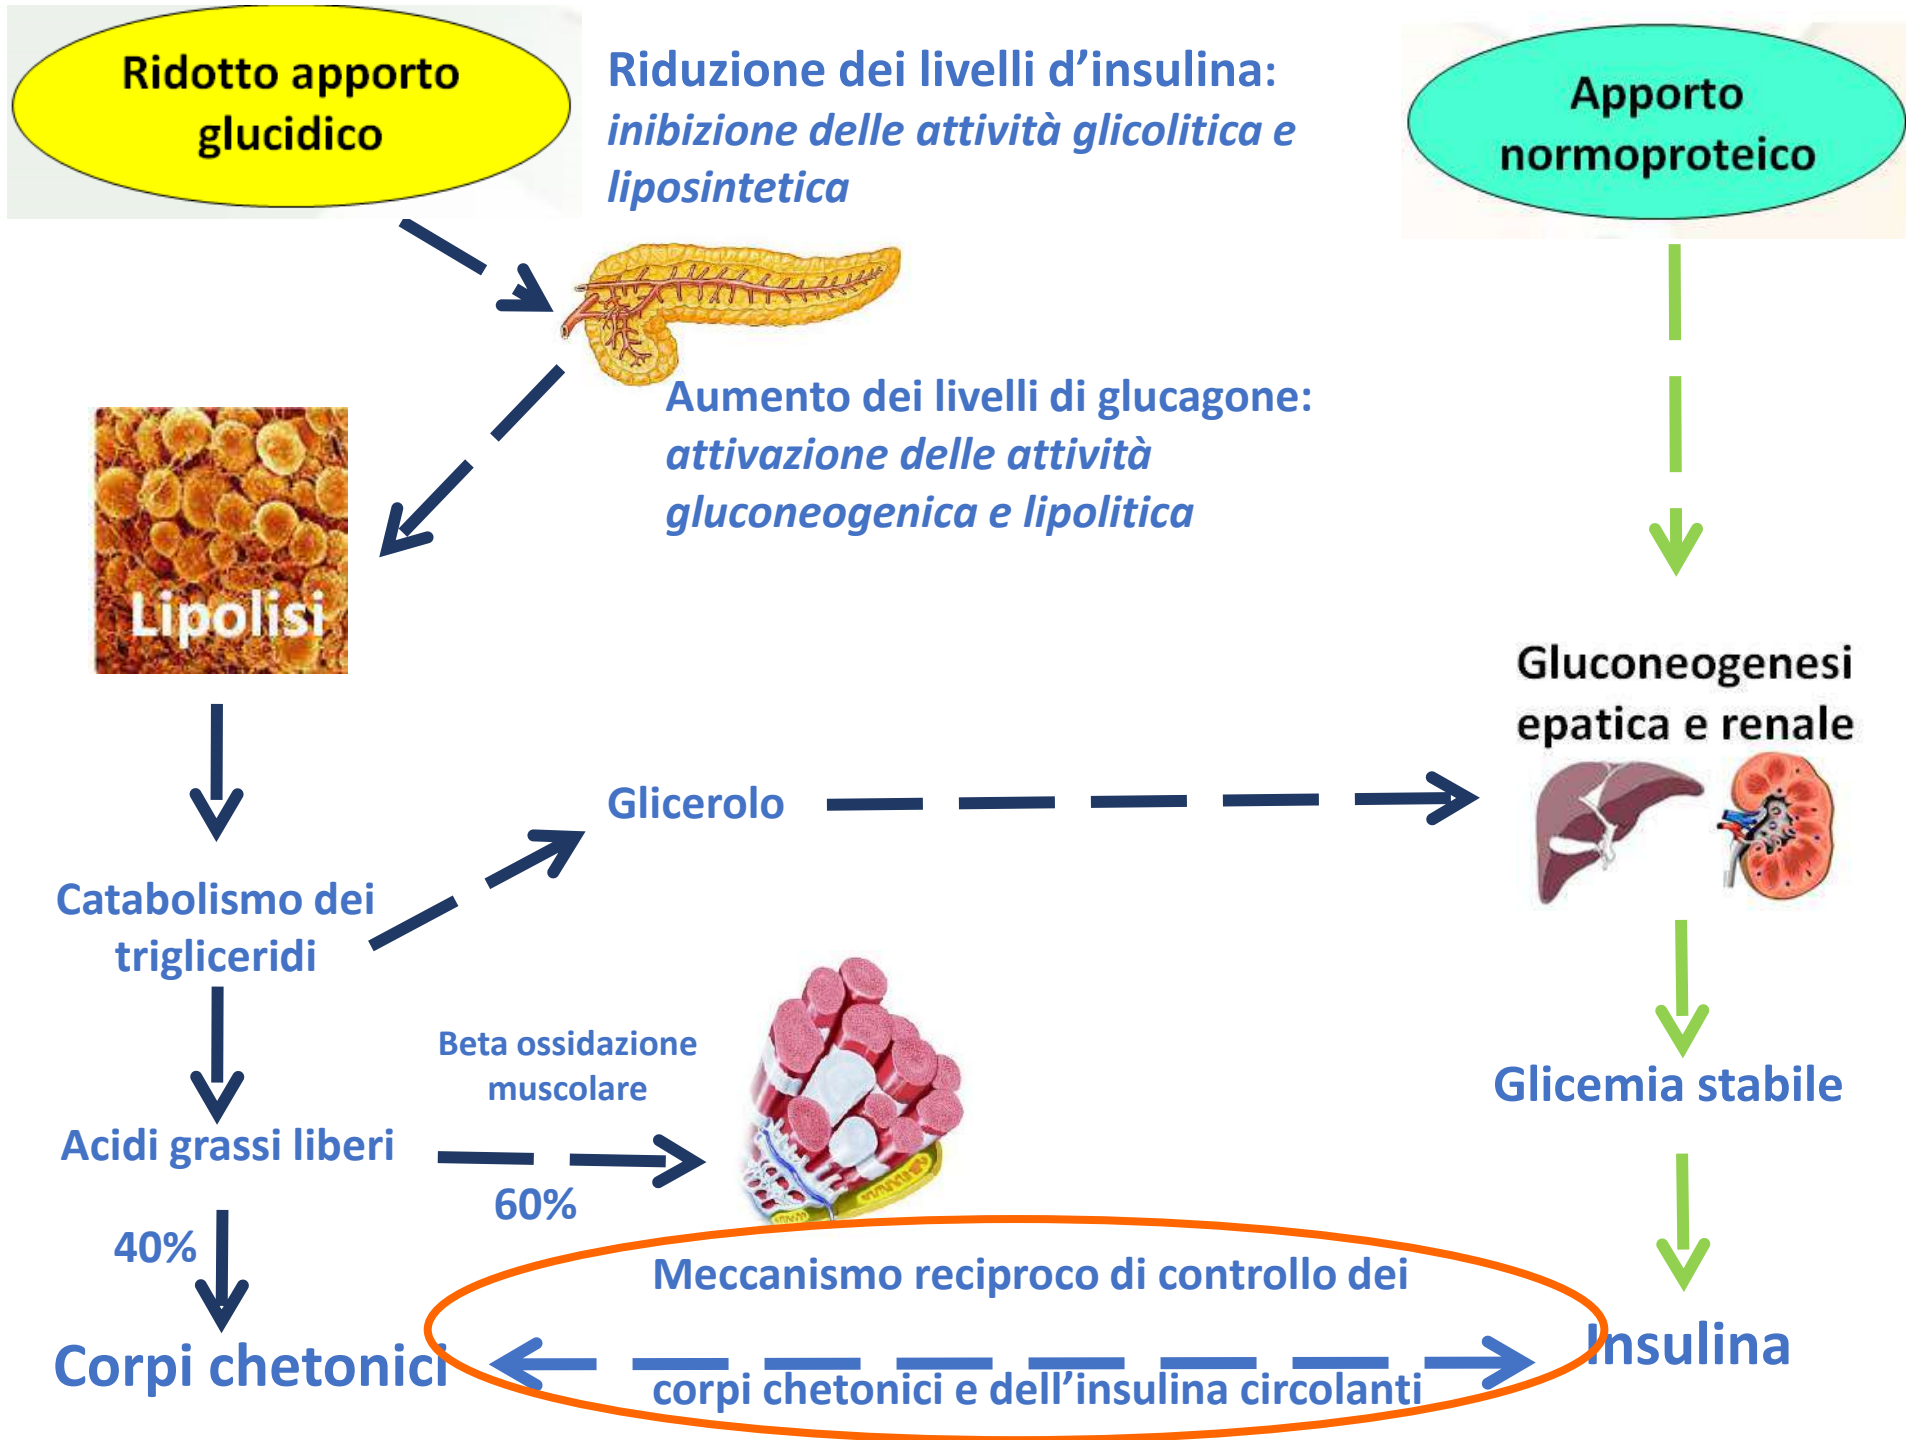 Ridotto apporto
glucidico
Riduzione dei livelli d’insulina:
inibizione delle attività glicolitica e
liposintetica
Apporto
normoproteico
Aumento dei livelli di glucagone:
attivazione delle attività
gluconeogenica e lipolitica
Lipolisi
Gluconeogenesi
epatica e renale
Glicerolo
Catabolismo dei
trigliceridi
Beta ossidazione
muscolare
Glicemia stabile
Acidi grassi liberi
60%
40%
Meccanismo reciproco di controllo dei
Corpi chetonici
Insulina
corpi chetonici e dell’insulina circolanti